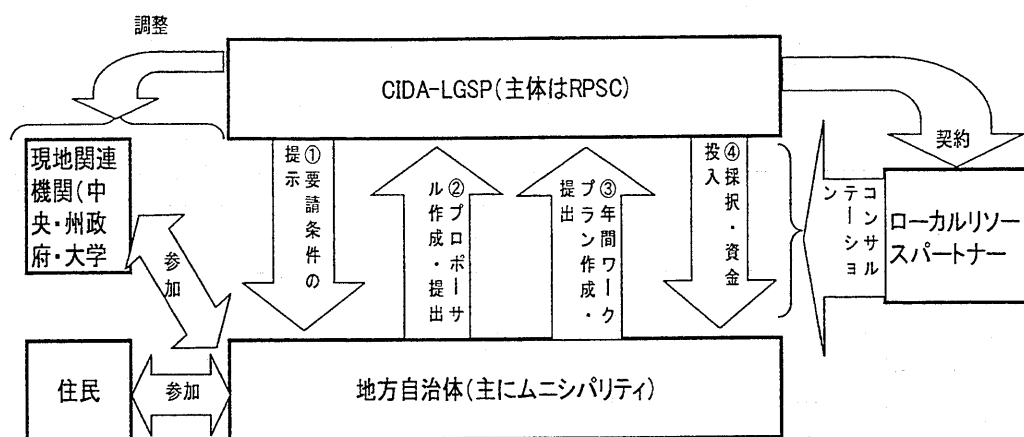 調整
CIDA-LGSP(主体はRPSC)
契約
現地関連
機関(中
央・州政
府・大学
①要請条件の
提示
②プロポーサ
ル作成・提出
③年間ワーク
プラン作成・
提出
④採択・資金
投入
コンサル
テーショ
ン
ローカルリソー
スパートナー
参加
住民
参加
地方自治体(主にムニシパリティ)